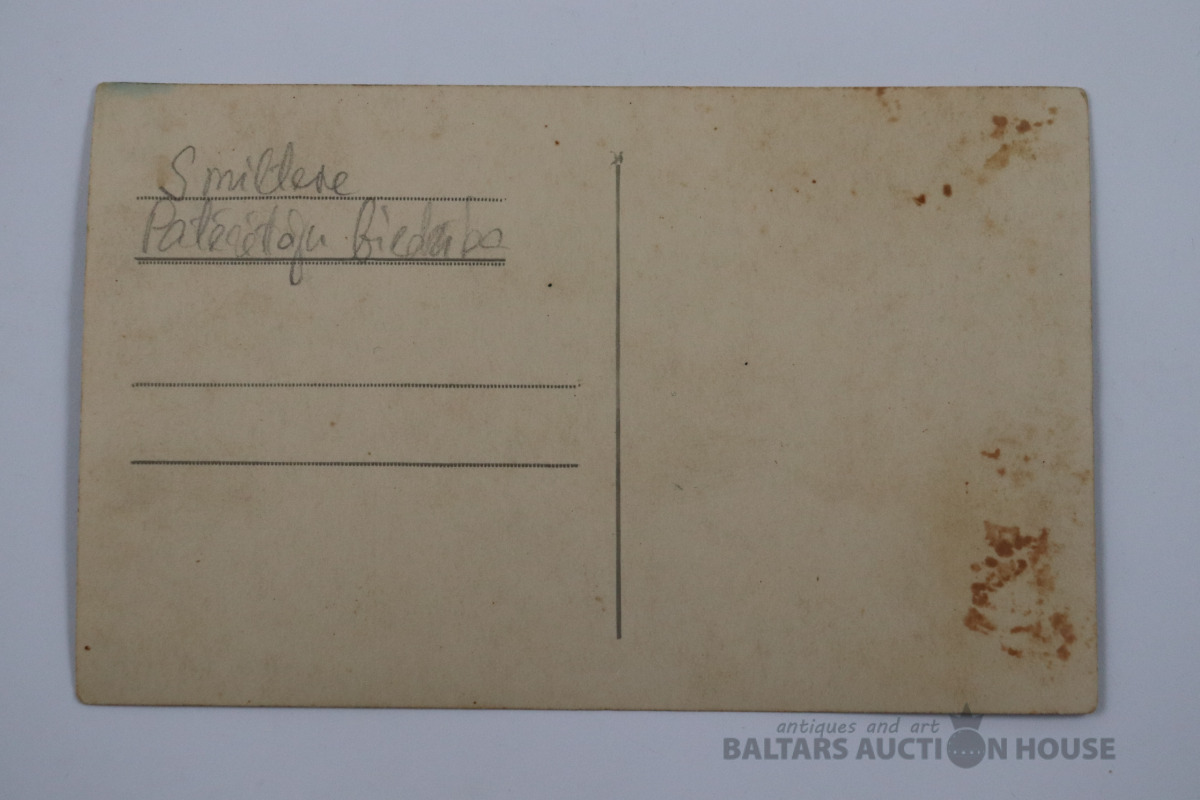 Smiltene
Patērētāju biedrība
antiques and art
BALTARS AUCTION HOUSE